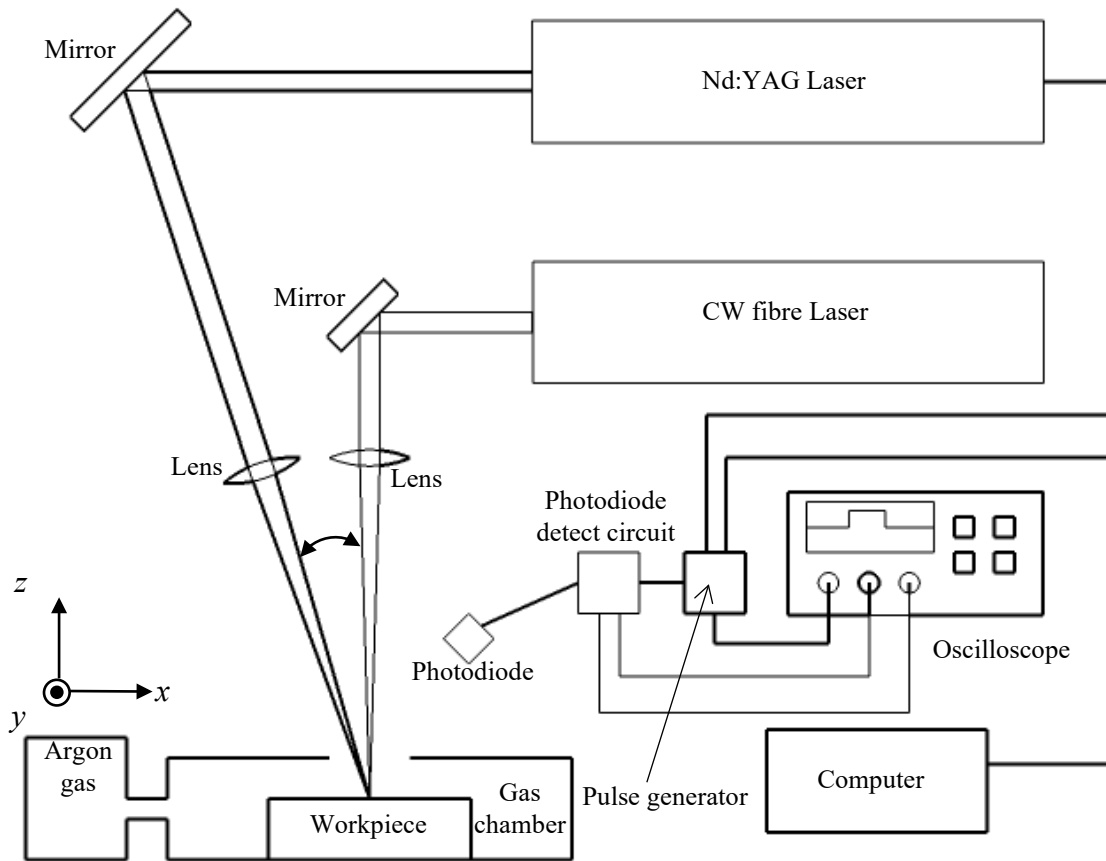 Mirror
Nd:YAG Laser
Mirror
CW fibre Laser
Lens
Lens
Photodiode
detect circuit
z
Photodiode
Oscilloscope
x
y
Argon
gas
Computer
Pulse generator
Gas
chamber
Workpiece